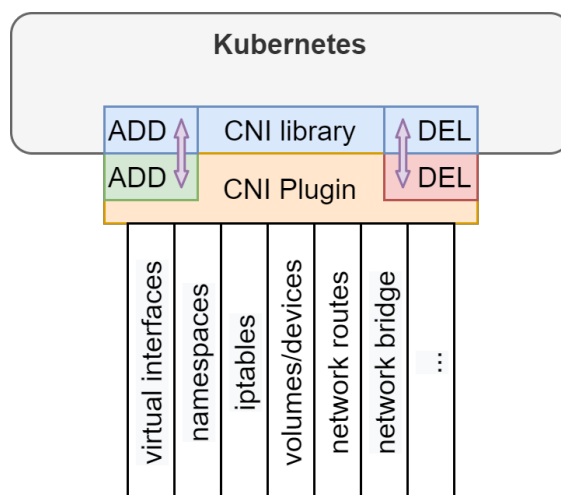 Kubernetes
ADD
CNI library
DEL
ADD
CNI Plugin
DEL
virtual interfaces
namespaces
iptables
volumes/devices
network routes
network bridge
...